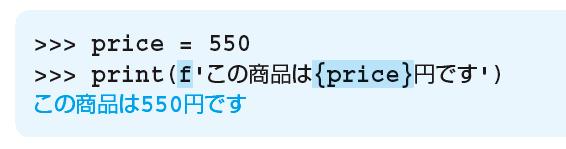 >>> price = 550
>>> print(f'この商品は{price}円です')
この商品は550円です